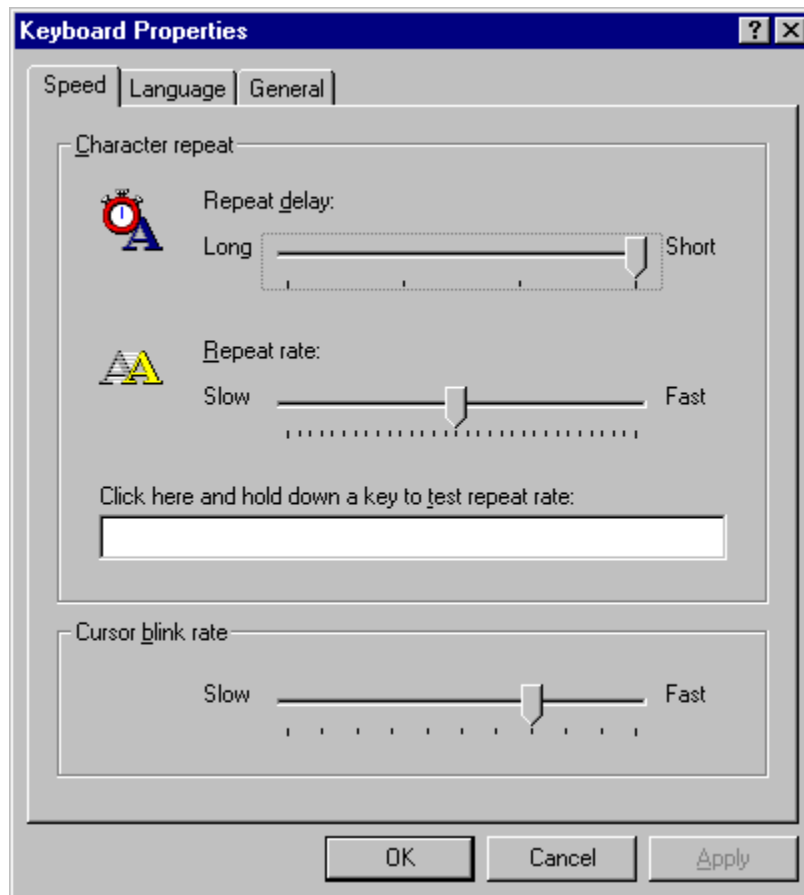 Keyboard Properties
Speed Language General
Character repeat
Repeat delay:
Long Short
Repeat rate:
Slow Fast
Click here and hold down a key to test repeat rate:
Cursor blink rate
Slow Fast
OK Cancel Apply